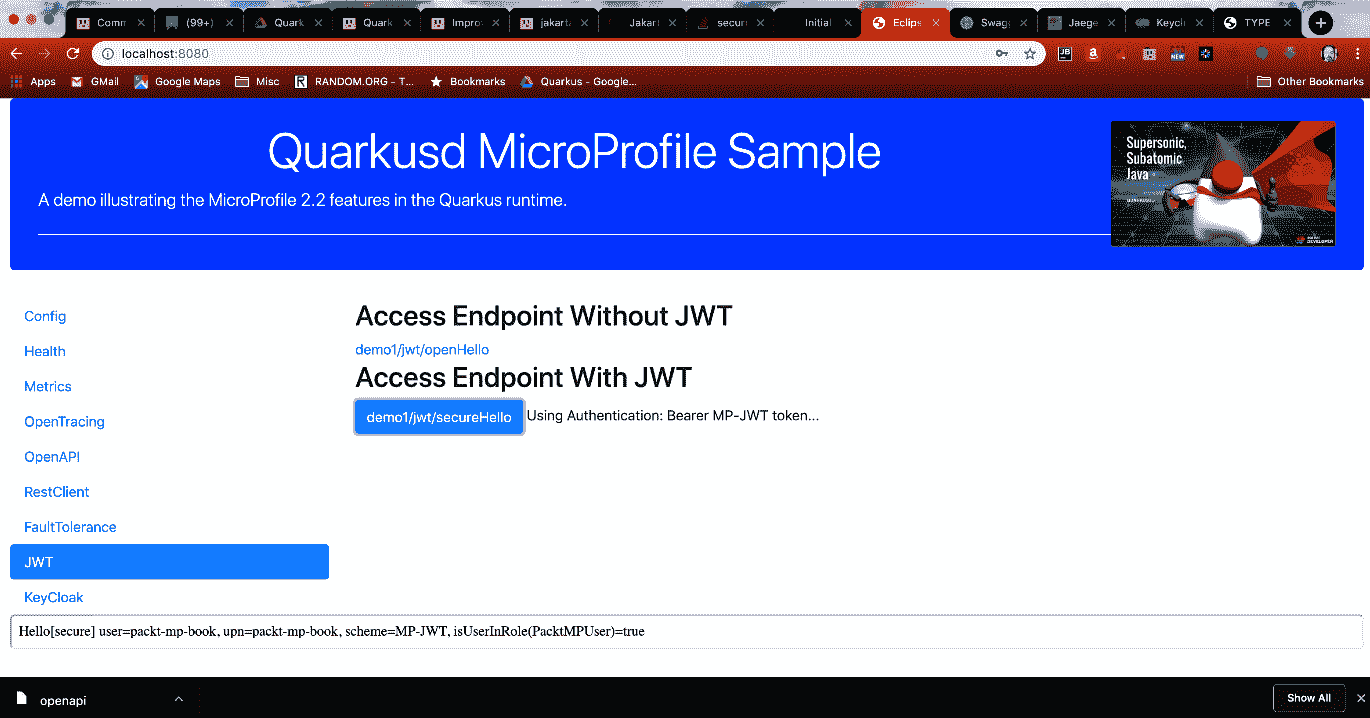 Comm
(99+)
Quark
Quark
Impro
jakart
Jakart
secur
Initial
Eclips
Swag
Jaege
Keycl
TYPE
localhost:8080
Apps
GMail
Google Maps
Misc
RANDOM.ORG - T...
Bookmarks
Quarkus - Google...
Other Bookmarks
Quarkusd MicroProfile Sample
A demo illustrating the MicroProfile 2.2 features in the Quarkus runtime.
Supersonic,
Subatomic
Java
Config
Health
Metrics
OpenTracing
OpenAPI
RestClient
FaultTolerance
JWT
KeyCloak
Access Endpoint Without JWT
demo1/jwt/openHello
Access Endpoint With JWT
demo1/jwt/secureHello Using Authentication: Bearer MP-JWT token...
Hello[secure] user=packt-mp-book, upn=packt-mp-book, scheme=MP-JWT, isUserInRole(PacktMPUser)=true
openapi
Show All